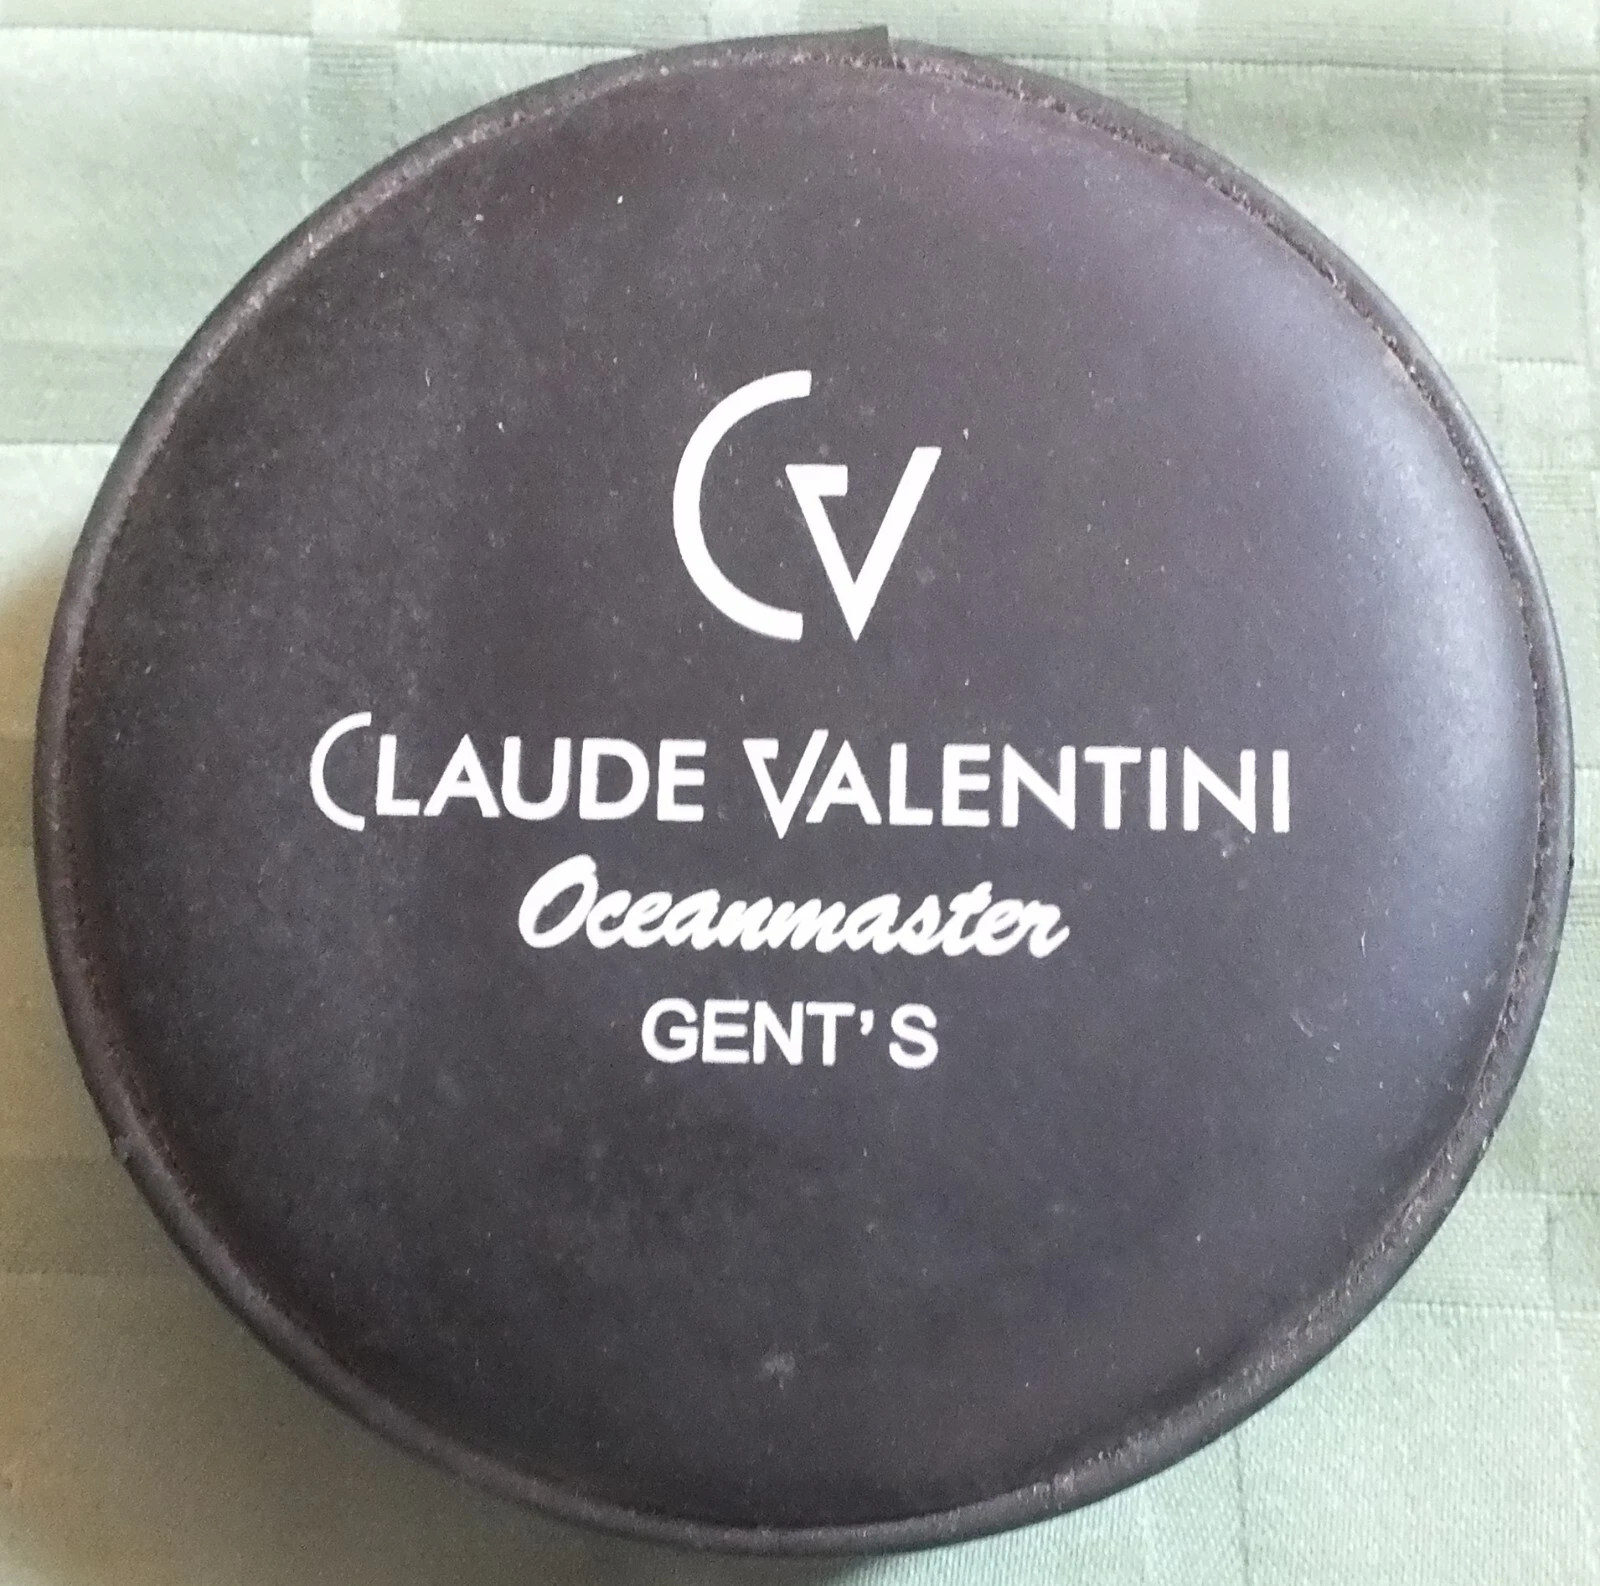 CV
CLAUDE VALENTINI
Oceanmaster
GENT'S